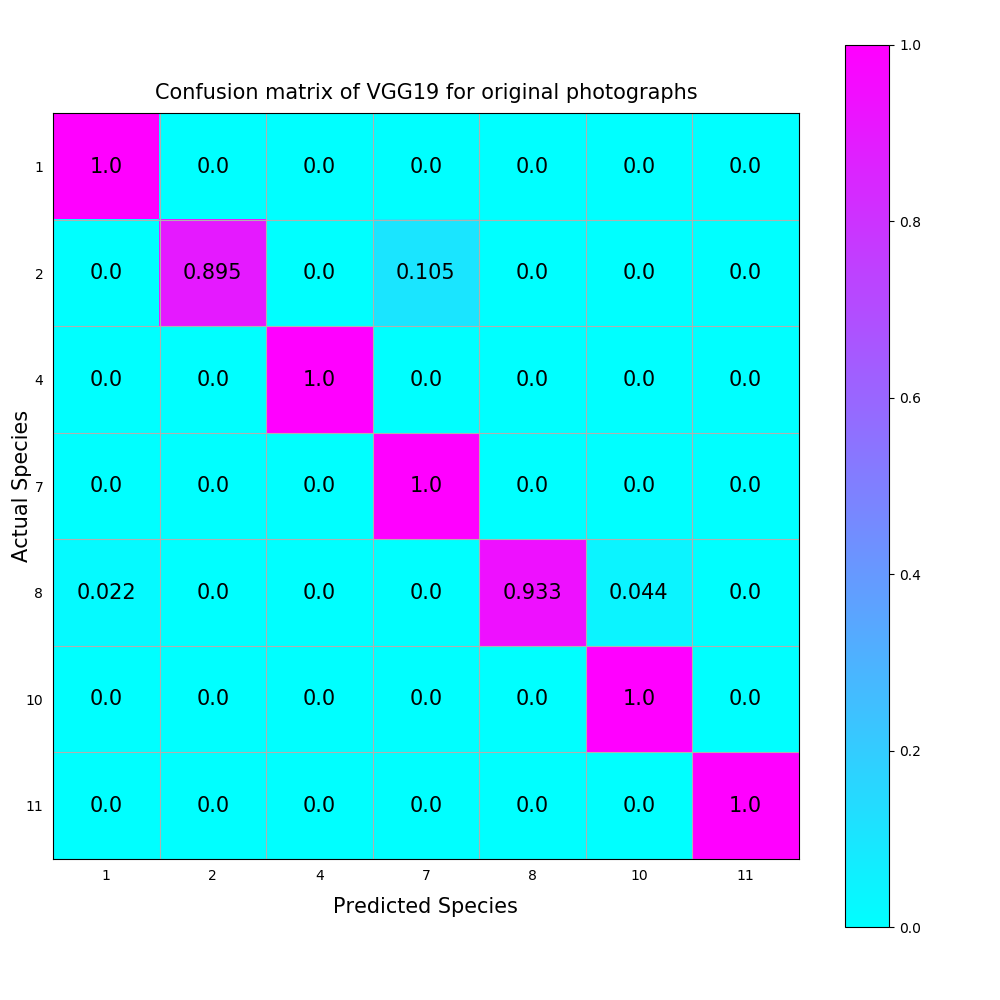 Confusion matrix of VGG19 for original photographs
1 1.0 0.0 0.0 0.0 0.0 0.0 0.0
2 0.0 0.895 0.0 0.105 0.0 0.0 0.0
4 0.0 0.0 1.0 0.0 0.0 0.0 0.0
7 0.0 0.0 0.0 1.0 0.0 0.0 0.0
8 0.022 0.0 0.0 0.0 0.933 0.044 0.0
10 0.0 0.0 0.0 0.0 0.0 1.0 0.0
11 0.0 0.0 0.0 0.0 0.0 0.0 1.0
1 2 4 7 8 10 11
Actual Species
Predicted Species
1.0
0.8
0.6
0.4
0.2
0.0